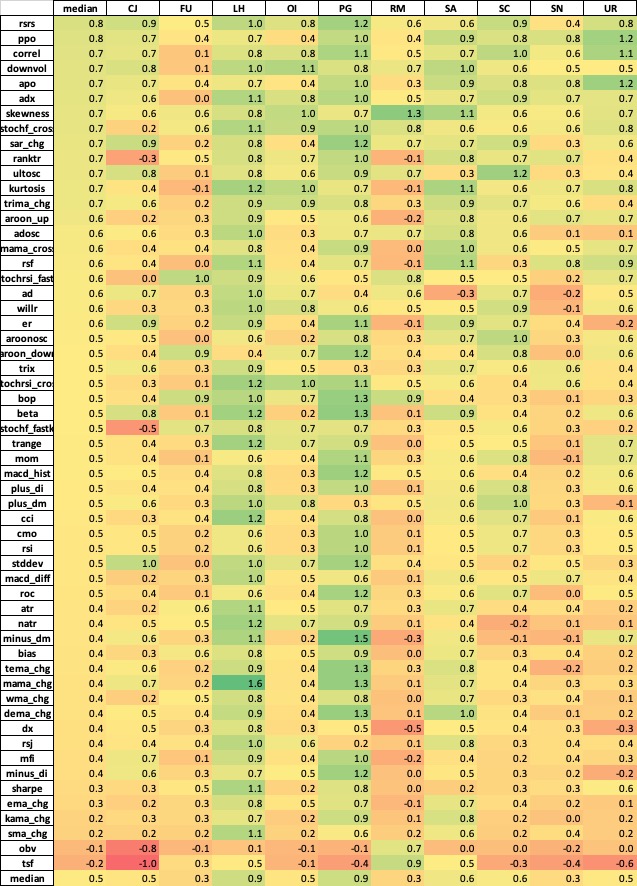 median CJ FU LH OI PG RM SA SC SN UR
rsrs 0.8 0.9 0.5 1.0 0.8 1.2 0.6 0.6 0.9 0.4 0.8
ppo 0.8 0.7 0.4 0.7 0.4 1.0 0.4 0.9 0.8 0.8 1.2
correl 0.7 0.7 0.1 0.8 0.8 1.1 0.5 0.7 1.0 0.6 1.1
downvol 0.7 0.8 0.1 1.0 1.1 0.8 0.6 1.0 0.6 0.5 0.5
apo 0.7 0.7 0.4 0.7 0.4 1.0 0.3 0.9 0.8 0.8 1.2
adx 0.7 0.6 0.0 1.1 0.8 1.0 0.5 0.7 0.9 0.7 0.7
skewness 0.7 0.6 0.6 0.8 1.0 0.7 1.3 1.1 0.6 0.6 0.7
stochf_cros 0.7 0.2 0.6 1.1 0.9 1.0 0.8 0.6 0.6 0.6 0.8
sar_chg 0.7 0.9 0.2 0.8 0.4 1.2 0.7 0.7 0.9 0.3 0.6
ranktr 0.7 -0.3 0.5 0.8 0.7 1.0 -0.1 0.8 0.7 0.7 0.4
ultosc 0.7 0.8 0.1 0.8 0.6 0.9 0.7 0.3 1.2 0.3 0.4
kurtosis 0.7 0.4 -0.1 1.2 1.0 0.7 -0.1 1.1 0.6 0.7 0.8
trima_chg 0.7 0.6 0.2 0.9 0.9 0.8 0.3 0.9 0.7 0.6 0.4
aroon_up 0.6 0.2 0.3 0.9 0.5 0.6 -0.2 0.8 0.6 0.7 0.7
adosc 0.6 0.6 0.3 1.0 0.3 0.7 0.7 0.8 0.6 0.1 0.1
mama_cros 0.6 0.4 0.4 0.8 0.4 0.9 0.0 1.0 0.6 0.5 0.7
rsf 0.6 0.4 0.0 1.1 0.4 0.7 -0.1 1.1 0.3 0.8 0.9
tochrsi_fast 0.6 0.0 1.0 0.9 0.6 0.5 0.8 0.5 0.5 0.2 0.7
ad 0.6 0.7 0.3 1.0 0.7 0.4 0.6 -0.3 0.7 -0.2 0.5
willr 0.6 0.3 0.3 1.0 0.8 0.6 0.5 0.5 0.9 -0.1 0.6
er 0.6 0.9 0.2 0.9 0.4 1.1 -0.1 0.9 0.7 0.4 -0.2
aroonosc 0.5 0.5 0.0 0.6 0.2 0.8 0.3 0.7 1.0 0.3 0.6
aroon_down 0.5 0.4 0.9 0.4 0.7 1.2 0.4 0.4 0.8 0.0 0.6
trix 0.5 0.6 0.3 0.9 0.5 0.3 0.3 0.7 0.6 0.6 0.4
tochrsi_cros 0.5 0.3 0.1 1.2 1.0 1.1 0.5 0.6 0.4 0.6 0.4
bop 0.5 0.4 0.9 1.0 0.7 1.3 0.9 0.4 0.3 0.1 0.3
beta 0.5 0.8 0.1 1.2 0.2 1.3 0.1 0.9 0.4 0.2 0.6
stochf_fastk 0.5 -0.5 0.7 0.8 0.7 0.7 0.3 0.5 0.6 0.3 0.2
trange 0.5 0.4 0.3 1.2 0.7 0.9 0.0 0.5 0.5 0.1 0.7
mom 0.5 0.4 0.1 0.6 0.4 1.1 0.3 0.6 0.8 -0.1 0.7
macd_hist 0.5 0.4 0.4 0.8 0.3 1.2 0.5 0.6 0.4 0.2 0.6
plus_di 0.5 0.4 0.4 0.8 0.3 1.0 0.1 0.6 0.8 0.3 0.6
plus_dm 0.5 0.5 0.3 1.0 0.8 0.3 0.5 0.4 1.0 0.3 -0.1
cci 0.5 0.3 0.4 1.2 0.4 0.8 0.0 0.6 0.7 0.1 0.6
cmo 0.5 0.5 0.2 0.6 0.3 1.0 0.1 0.6 0.7 0.1 0.5
rsi 0.5 0.5 0.2 0.6 0.3 1.0 0.1 0.6 0.7 0.1 0.5
stddev 0.5 1.0 0.0 1.0 0.7 1.2 0.4 0.5 0.2 0.5 0.3
macd_diff 0.5 0.2 0.3 1.0 0.5 0.6 0.1 0.6 0.5 0.7 0.4
roc 0.5 0.4 0.1 0.6 0.4 1.2 0.3 0.6 0.7 0.0 0.5
atr 0.4 0.2 0.6 1.1 0.5 0.7 0.3 0.7 0.4 0.4 0.2
natr 0.4 0.5 0.5 1.2 0.7 0.9 0.1 0.4 -0.2 0.1 0.1
minus_dm 0.4 0.6 0.3 1.1 0.2 1.5 -0.3 0.6 -0.1 -0.1 0.7
bias 0.4 0.3 0.6 0.8 0.5 0.9 0.0 0.7 0.3 0.4 0.2
tema_chg 0.4 0.6 0.2 0.9 0.4 1.3 0.3 0.8 0.4 -0.2 0.2
mama_chg 0.4 0.7 0.2 1.6 0.4 1.3 0.1 0.7 0.4 0.3 0.3
wma_chg 0.4 0.2 0.5 0.8 0.4 0.8 0.0 0.7 0.3 0.4 0.1
dema_chg 0.4 0.5 0.4 0.9 0.4 1.3 0.1 1.0 0.4 0.1 0.2
dx 0.4 0.5 0.3 0.8 0.3 0.5 -0.5 0.5 0.7 0.3 -0.3
rsj 0.4 0.4 0.4 1.0 0.6 0.2 0.1 0.8 0.3 0.4 0.4
mfi 0.4 0.7 0.1 0.9 0.4 1.0 -0.2 0.4 0.2 0.4 0.2
minus_di 0.4 0.6 0.3 0.7 0.5 1.2 0.0 0.5 0.3 0.2 -0.2
sharpe 0.3 0.3 0.5 1.1 0.2 0.8 0.3 0.2 0.3 0.3 0.6
ema_chg 0.3 0.2 0.3 0.8 0.5 0.7 -0.1 0.7 0.4 0.2 0.1
kama_chg 0.2 0.3 0.3 0.7 0.2 0.9 0.1 0.8 0.2 0.0 0.2
sma_chg 0.2 0.2 0.2 1.1 0.2 0.6 0.2 0.6 0.4 0.2 0.2
obv -0.1 -0.8 -0.1 0.1 -0.1 -0.1 0.7 0.0 0.0 -0.2 0.0
tsf -0.2 -1.0 0.3 0.5 -0.1 -0.4 0.9 0.5 -0.3 -0.4 -0.6
median 0.5 0.5 0.3 0.9 0.5 0.9 0.3 0.6 0.6 0.3 0.5